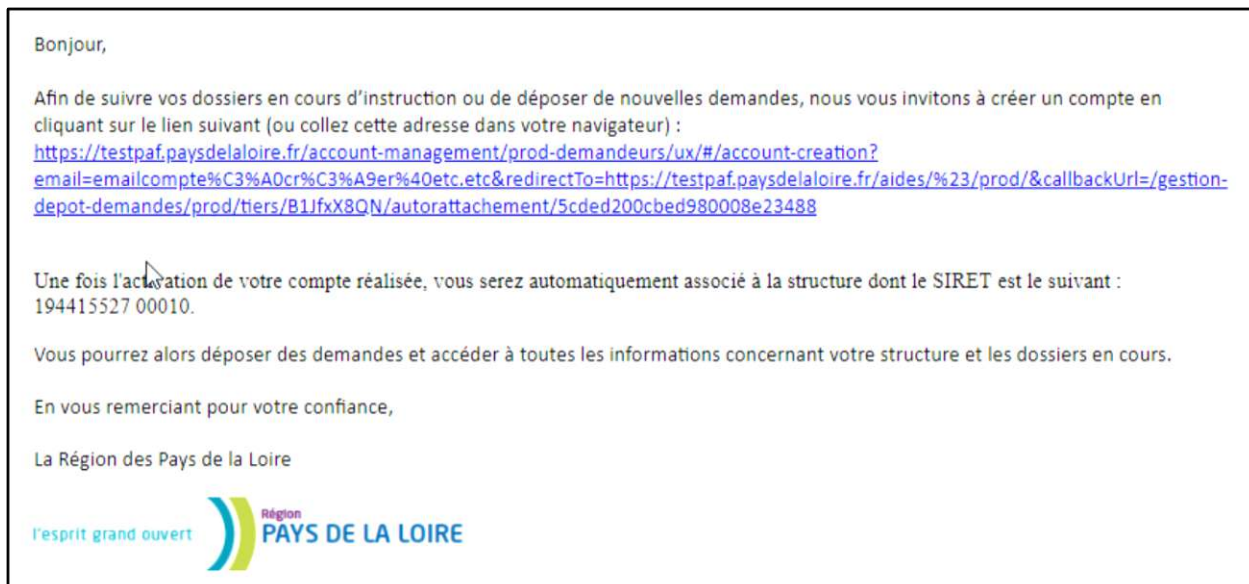 Bonjour,
Afin de suivre vos dossiers en cours d'instruction ou de déposer de nouvelles demandes, nous vous invitons à créer un compte en
cliquant sur le lien suivant (ou collez cette adresse dans votre navigateur) :
https://testpaf.paysdelaloire.fr/account-management/prod-demandeurs/ux/#/account-creation?
email=emailcompte%C3%A0cr%C3%A9er%40etc.etc&redirectTo=https://testpaf.paysdelaloire.fr/aides/%23/prod/&callbackUrl=/gestion-
depot-demandes/prod/tiers/B1JfxX8QN/autorattachement/5cded200cbed980008e23488
Une fois l'activation de votre compte réalisée, vous serez automatiquement associé à la structure dont le SIRET est le suivant :
194415527 00010.
Vous pourrez alors déposer des demandes et accéder à toutes les informations concernant votre structure et les dossiers en cours.
En vous remerciant pour votre confiance,
La Région des Pays de la Loire
l'esprit grand ouvert
Région
PAYS DE LA LOIRE